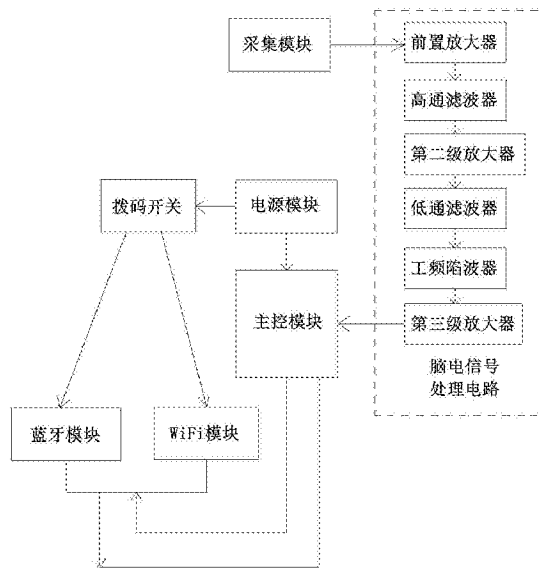 采集模块
前置放大器
高通滤波器
第二级放大器
低通滤波器
工频陷波器
第三级放大器
脑电信号
处理电路
拨码开关
电源模块
主控模块
蓝牙模块
WiFi模块